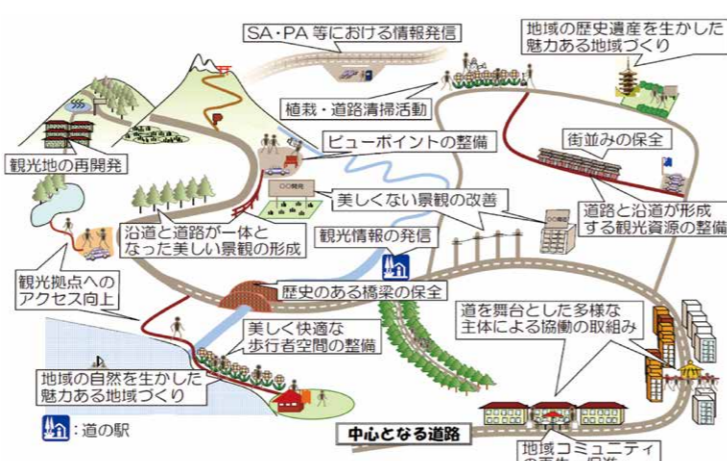 SA・PA 等における情報発信
地域の歴史遺産を生かした
魅力ある地域づくり
植栽・道路清掃活動
ビューポイントの整備
街並みの保全
観光地の再開発
○○開発
美しくない景観の改善
道路と沿道が形成
する観光資源の整備
沿道と道路が一体と
なった美しい景観の形成
観光情報の発信
観光拠点への
アクセス向上
歴史のある橋梁の保全
道を舞台とした多様な
主体による協働の取組み
美しく快適な
歩行者空間の整備
地域の自然を生かした
魅力ある地域づくり
:道の駅
中心となる道路
地域コミュニティ
の再生・促進